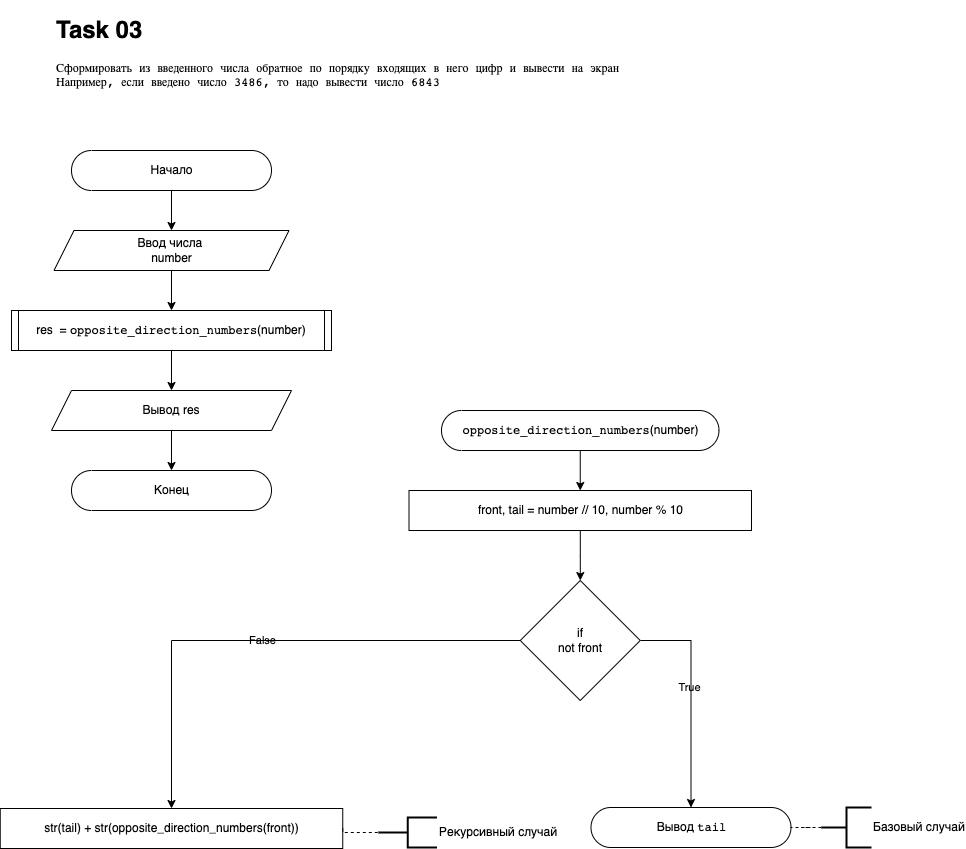 Task 03
Сформировать из введенного числа обратное по порядку входящих в него цифр и вывести на экран
Например, если введено число 3486, то надо вывести число 6843
Начало
Ввод числа
number
res = opposite_direction_numbers(number)
Вывод res
Конец
opposite_direction_numbers(number)
front, tail = number // 10, number % 10
if
not front
False
True
str(tail) + str(opposite_direction_numbers(front))
Рекурсивный случай
Вывод tail
Базовый случай